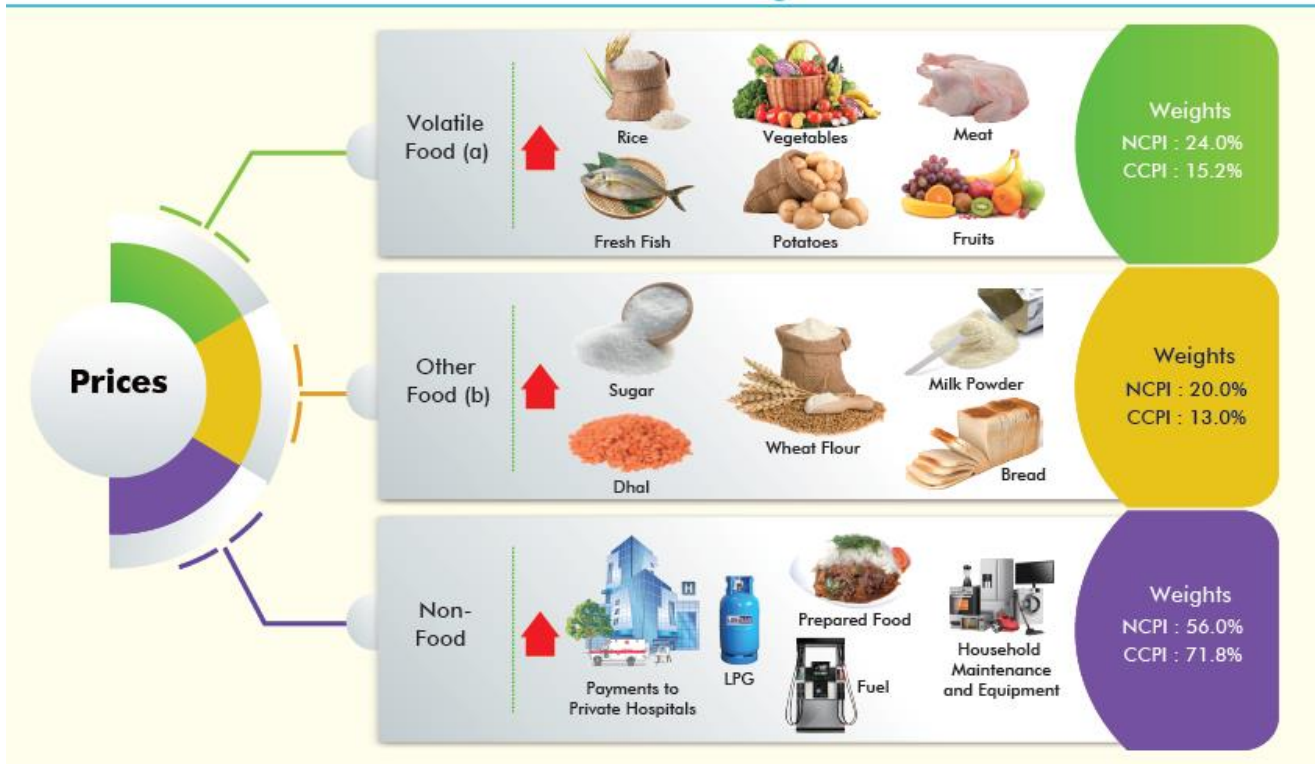 Prices
Volatile
Food (a)
Rice
Vegetables
Meat
Fresh Fish
Potatoes
Fruits
Weights
NCPI : 24.0%
CCPI : 15.2%
Other
Food (b)
Sugar
Wheat Flour
Milk Powder
Dhal
Bread
Weights
NCPI : 20.0%
CCPI : 13.0%
Non-
Food
H
Payments to
Private Hospitals
LPG
Prepared Food
Fuel
Household
Maintenance
and Equipment
Weights
NCPI : 56.0%
CCPI : 71.8%